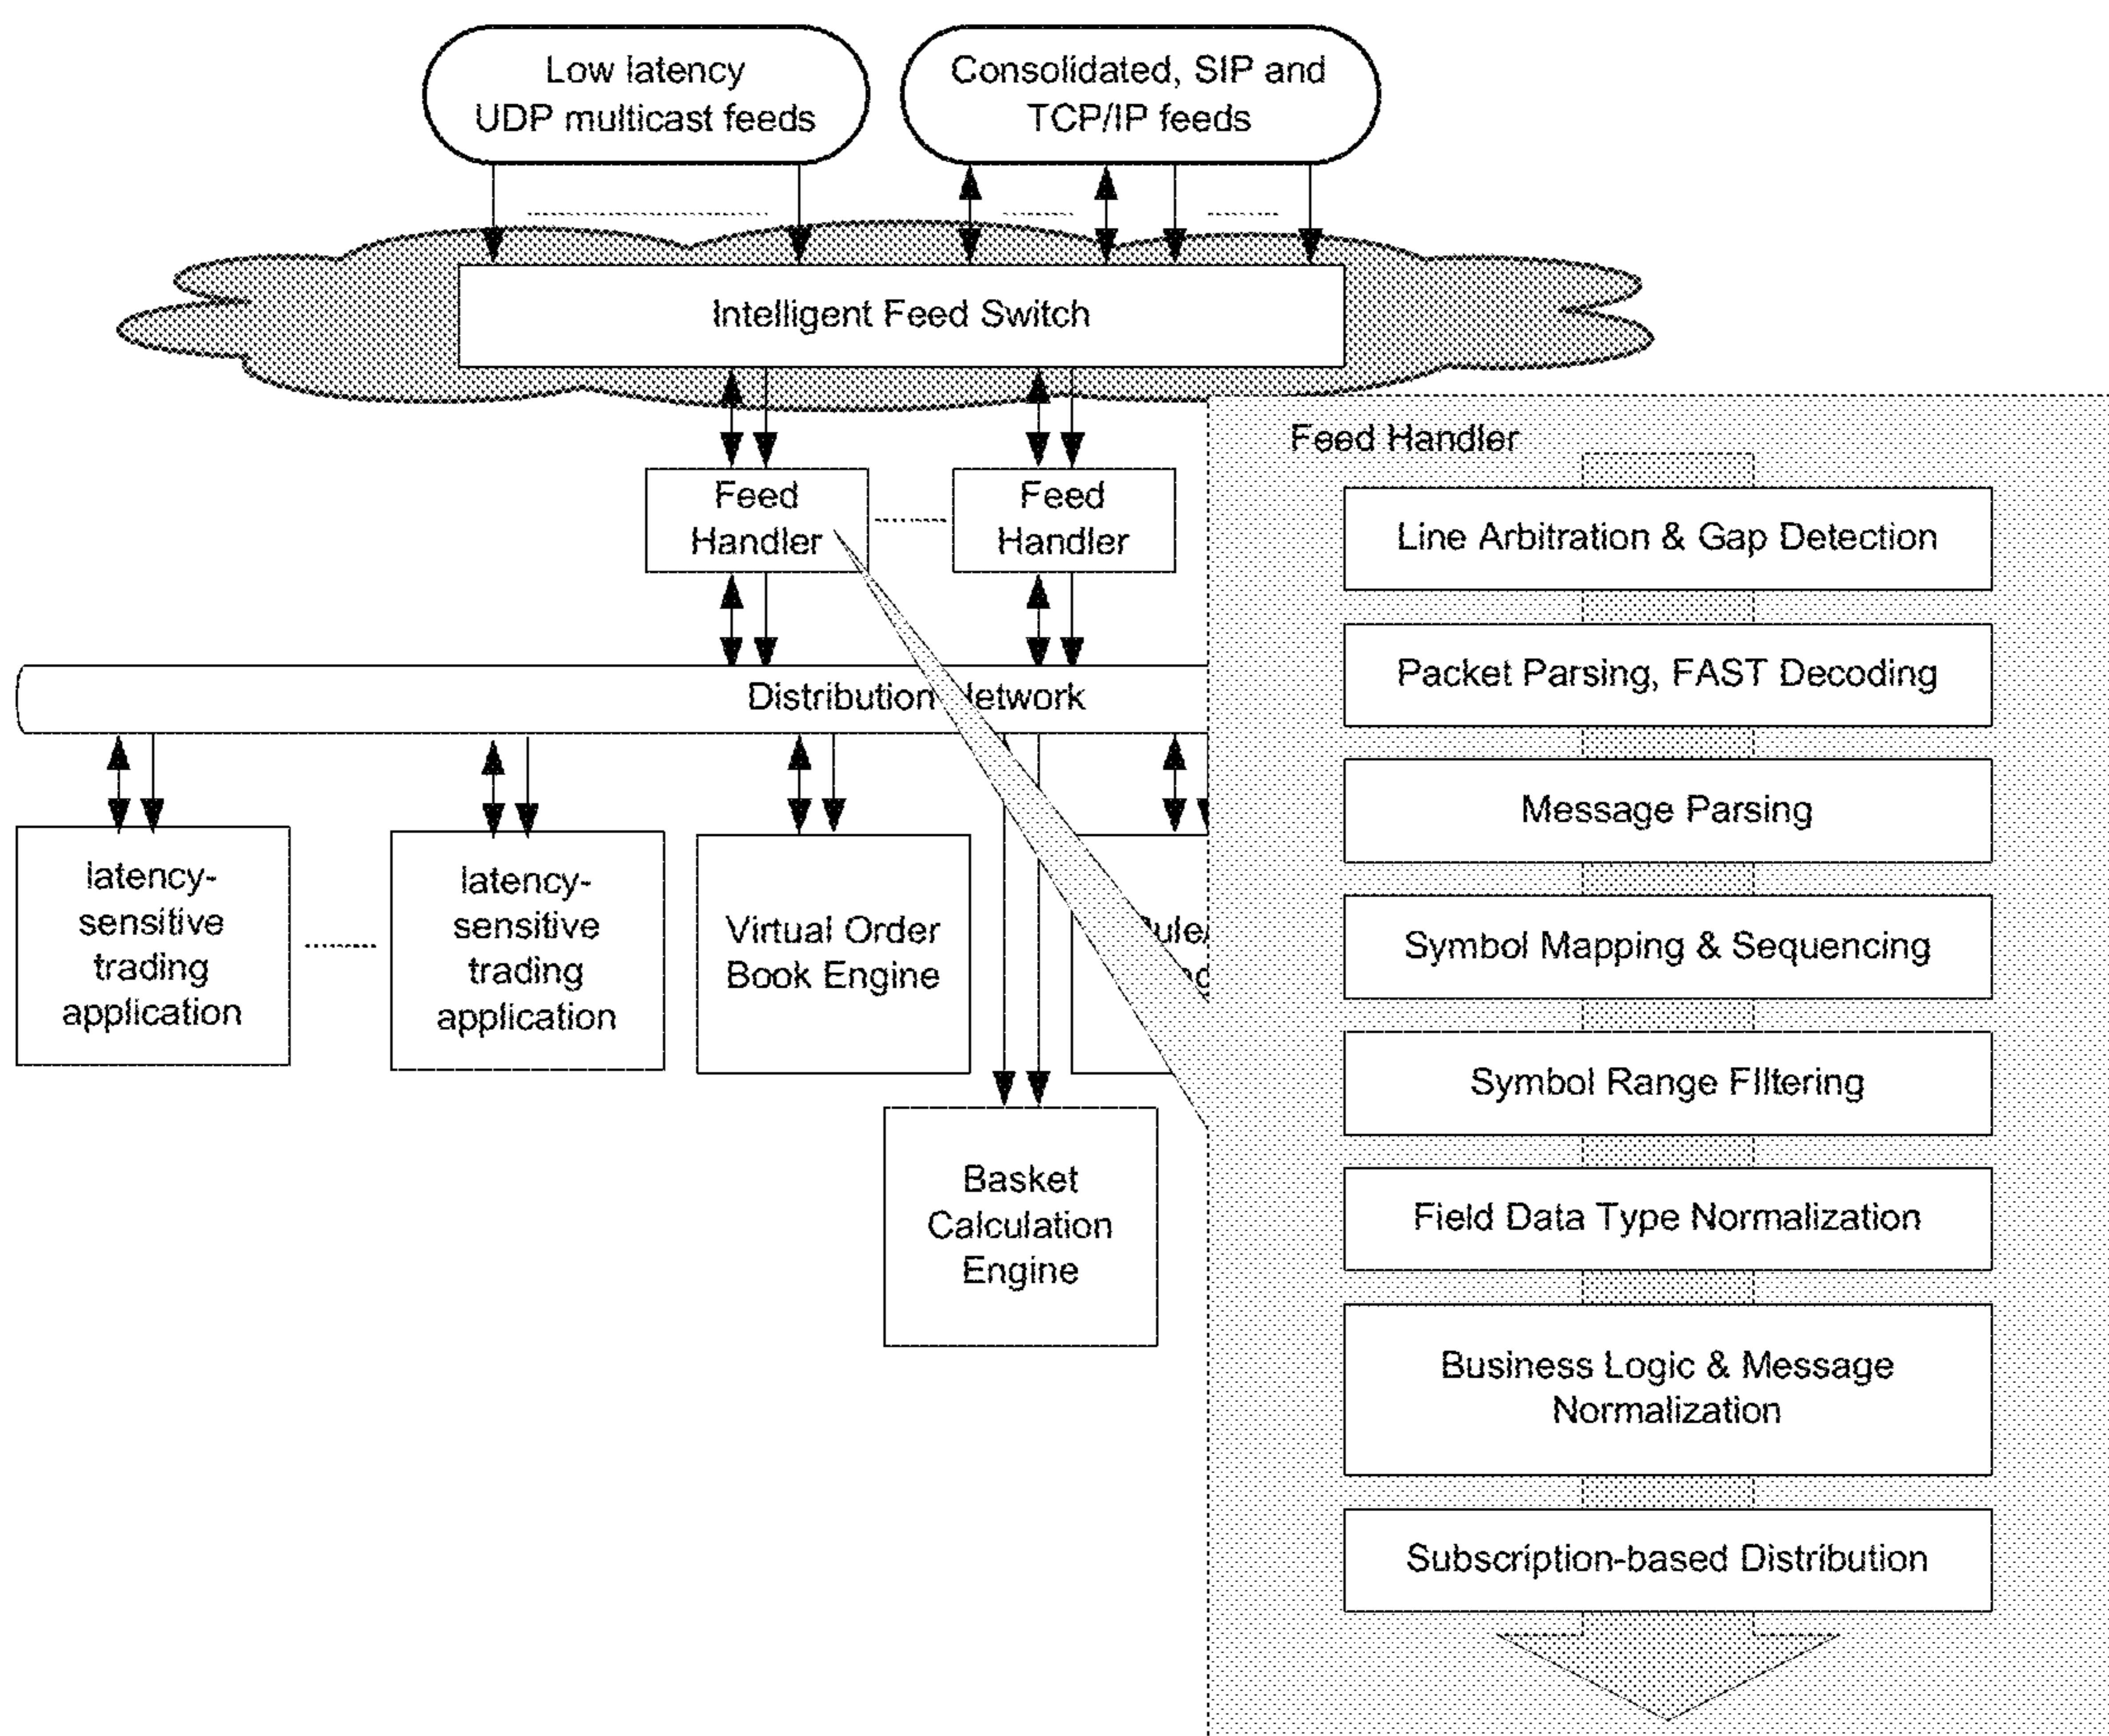 Low latency
UDP multicast feeds
Consolidated, SIP and
TCP/IP feeds
Intelligent Feed Switch
Feed
Handler
Feed
Handler
Distribution
latency-
sensitive
trading
application
latency-
sensitive
trading
application
Virtual Order
Book Engine
Basket
Calculation
Engine
Feed Handler
Line Arbitration & Gap Detection
Packet Parsing, FAST Decoding
Message Parsing
Symbol Mapping & Sequencing
Symbol Range FIltering
Field Data Type Normalization
Business Logic & Message
Normalization
Subscription-based Distribution